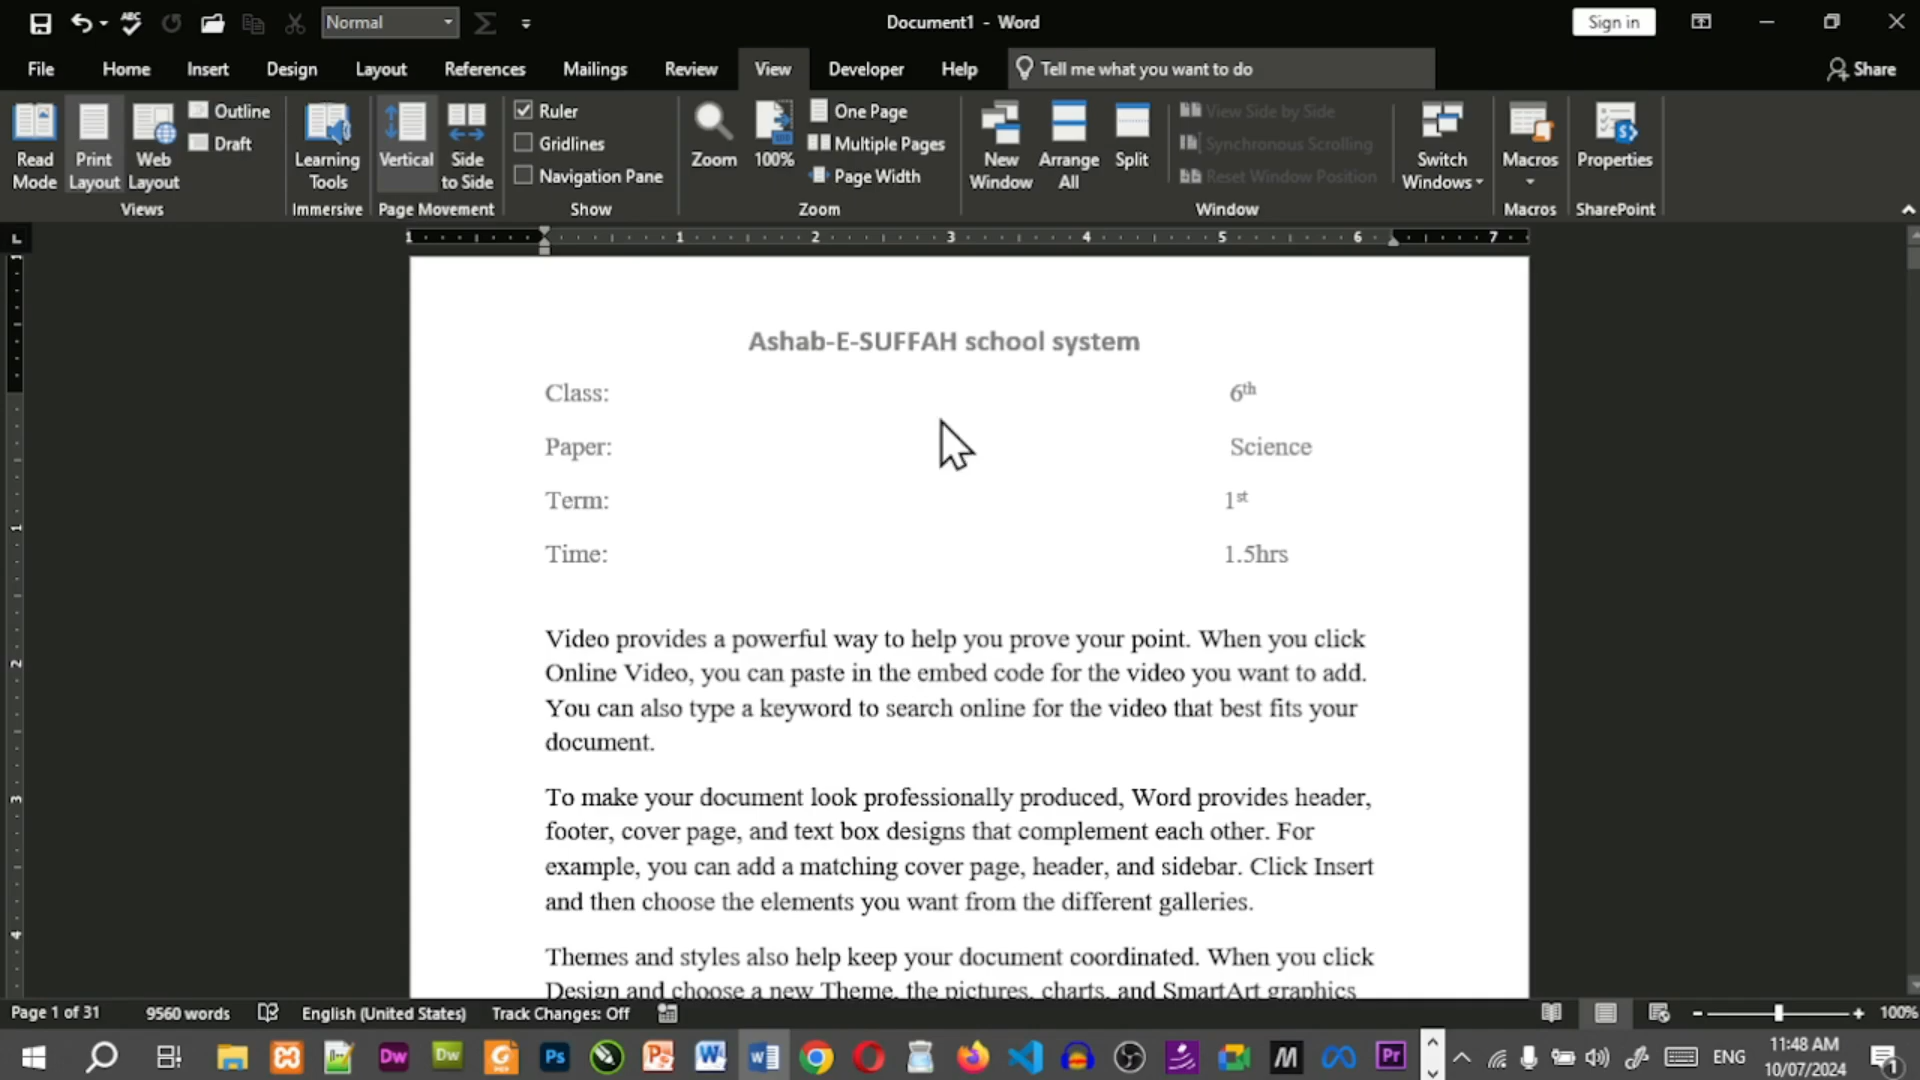 Normal
Document1 - Word
Sign in
File Home Insert Design Layout References Mailings Review View Developer Help Tell me what you want to do Share
Read Mode
Print Layout
Web Layout
Outline
Draft
Views
Learning Tools
Immersive
Vertical
Side to Side
Page Movement
Ruler
Gridlines
Navigation Pane
Show
Zoom
100%
One Page
Multiple Pages
Page Width
Zoom
New Window
Arrange All
Split
View Side by Side
Synchronous Scrolling
Reset Window Position
Window
Switch Windows
Macros
Macros
Properties
SharePoint
1 1 2 3 4 5 6 7
Ashab-E-SUFFAH school system
Class: 6th
Paper: Science
Term: 1st
Time: 1.5hrs
Video provides a powerful way to help you prove your point. When you click
Online Video, you can paste in the embed code for the video you want to add.
You can also type a keyword to search online for the video that best fits your
document.
To make your document look professionally produced, Word provides header,
footer, cover page, and text box designs that complement each other. For
example, you can add a matching cover page, header, and sidebar. Click Insert
and then choose the elements you want from the different galleries.
Themes and styles also help keep your document coordinated. When you click
Design and choose a new Theme, the pictures, charts, and SmartArt graphics
Page 1 of 31 9560 words English (United States) Track Changes: Off 100%
ENG
11:48 AM
10/07/2024